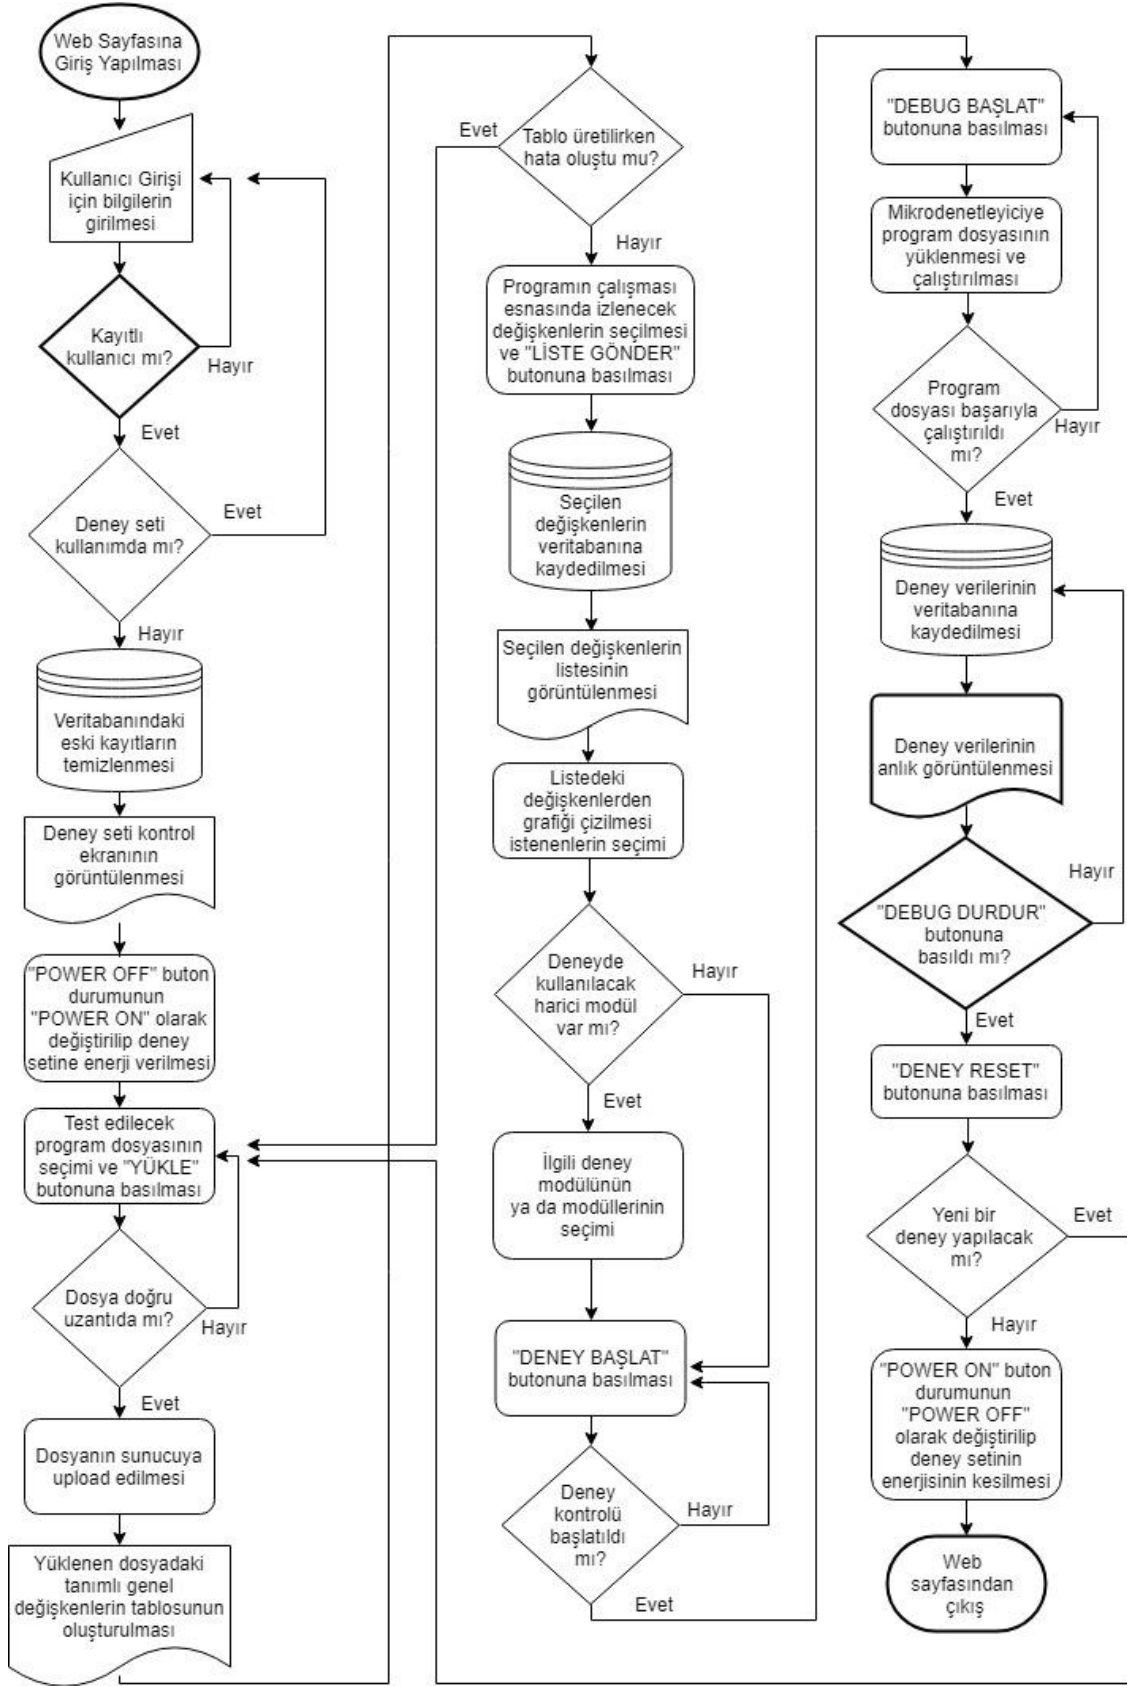 Web Sayfasına
Giriş Yapılması
Kullanıcı Girişi
için bilgilerin
girilmesi
Kayıtlı
kullanıcı mı?
Hayır
Evet
Deney seti
kullanımda mı?
Evet
Hayır
Veritabanındaki
eski kayıtların
temizlenmesi
Deney seti kontrol
ekranının
görüntülenmesi
"POWER OFF" buton
durumunun
"POWER ON" olarak
değiştirilip deney
setine enerji verilmesi
Test edilecek
program dosyasının
seçimi ve "YÜKLE"
butonuna basılması
Dosya doğru
uzantıda mı?
Hayır
Evet
Dosyanın sunucuya
upload edilmesi
Yüklenen dosyadaki
tanımlı genel
değişkenlerin tablosunun
oluşturulması
Evet
Tablo üretilirken
hata oluştu mu?
Hayır
Programın çalışması
esnasında izlenecek
değişkenlerin seçilmesi
ve "LİSTE GÖNDER"
butonuna basılması
Seçilen
değişkenlerin
veritabanına
kaydedilmesi
Seçilen değişkenlerin
listesinin
görüntülenmesi
Listedeki
değişkenlerden
grafiği çizilmesi
istenenlerin seçimi
Deneyde
kullanılacak
harici modül
var mı?
Hayır
Evet
İlgili deney
modülünün
ya da modüllerinin
seçimi
"DENEY BAŞLAT"
butonuna basılması
Deney
kontrolü
başlatıldı
mı?
Hayır
Evet
"DEBUG BAŞLAT"
butonuna basılması
Mikrodenetleyiciye
program dosyasının
yüklenmesi ve
çalıştırılması
Program
dosyası başarıyla
çalıştırıldı
mı?
Hayır
Evet
Deney verilerinin
veritabanına
kaydedilmesi
Deney verilerinin
anlık görüntülenmesi
Hayır
"DEBUG DURDUR"
butonuna
basıldı mı?
Evet
"DENEY RESET"
butonuna basılması
Yeni bir
deney yapılacak
mı?
Evet
Hayır
"POWER ON" buton
durumunun
"POWER OFF"
olarak değiştirilip
deney setinin
enerjisinin kesilmesi
Web
sayfasından
çıkış